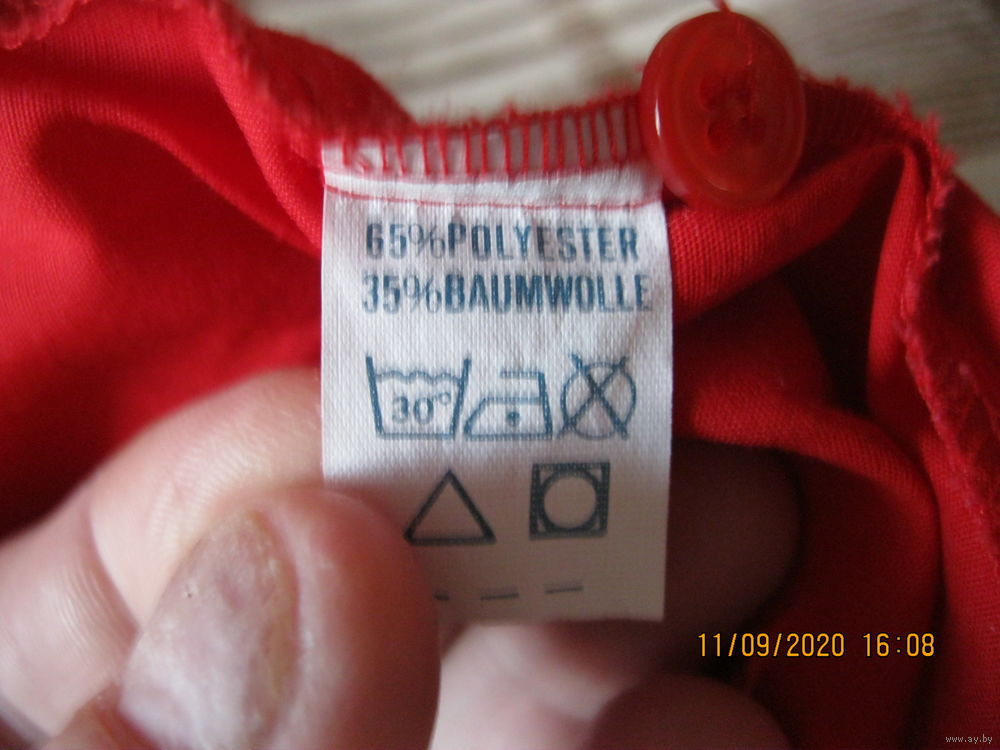 65%POLYESTER
35%BAUMWOLLE
30°
11/09/2020 16:08
www.ay.by